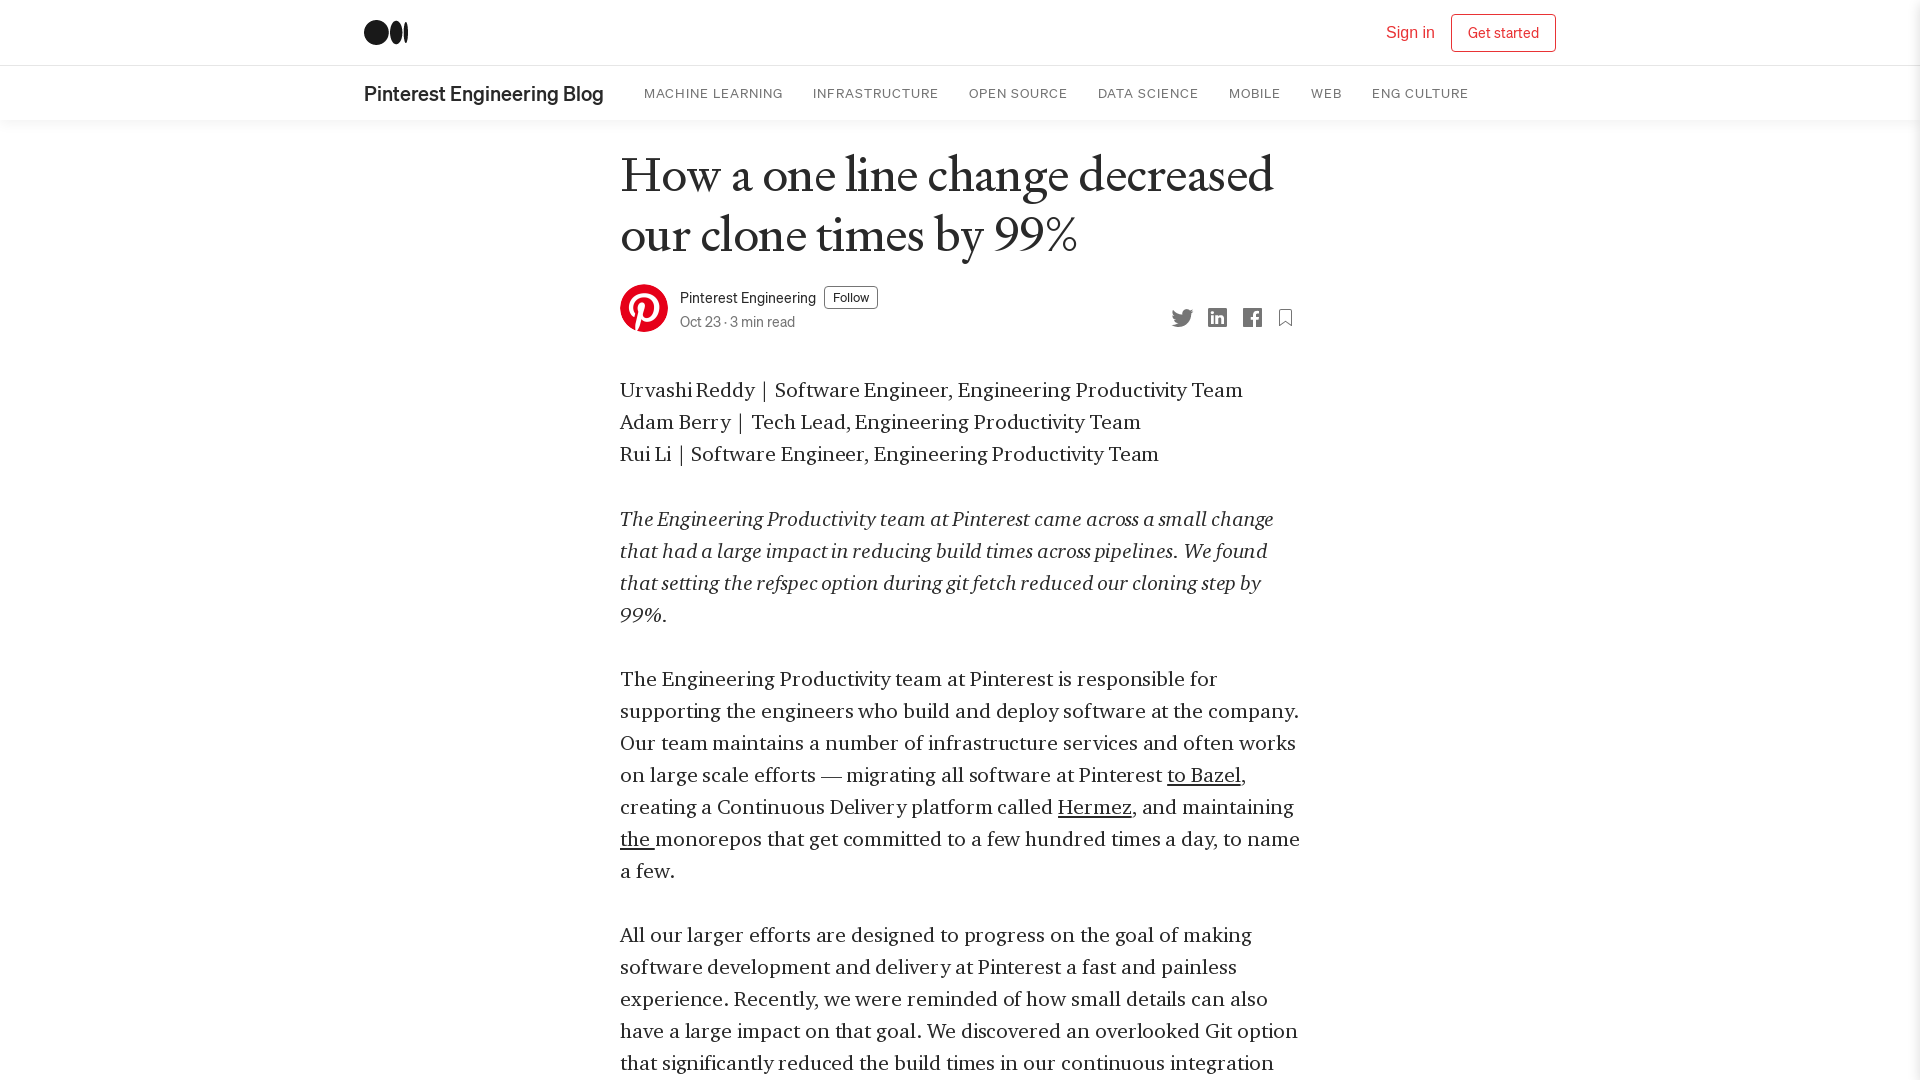 Sign in
Get started
Pinterest Engineering Blog
MACHINE LEARNING
INFRASTRUCTURE
OPEN SOURCE
DATA SCIENCE
MOBILE
WEB
ENG CULTURE
How a one line change decreased
our clone times by 99%
Pinterest Engineering
Follow
Oct 23 · 3 min read
Urvashi Reddy | Software Engineer, Engineering Productivity Team
Adam Berry | Tech Lead, Engineering Productivity Team
Rui Li | Software Engineer, Engineering Productivity Team
The Engineering Productivity team at Pinterest came across a small change
that had a large impact in reducing build times across pipelines. We found
that setting the refspec option during git fetch reduced our cloning step by
99%.
The Engineering Productivity team at Pinterest is responsible for
supporting the engineers who build and deploy software at the company.
Our team maintains a number of infrastructure services and often works
on large scale efforts — migrating all software at Pinterest to Bazel,
creating a Continuous Delivery platform called Hermez, and maintaining
the monorepos that get committed to a few hundred times a day, to name
a few.
All our larger efforts are designed to progress on the goal of making
software development and delivery at Pinterest a fast and painless
experience. Recently, we were reminded of how small details can also
have a large impact on that goal. We discovered an overlooked Git option
that significantly reduced the build times in our continuous integration